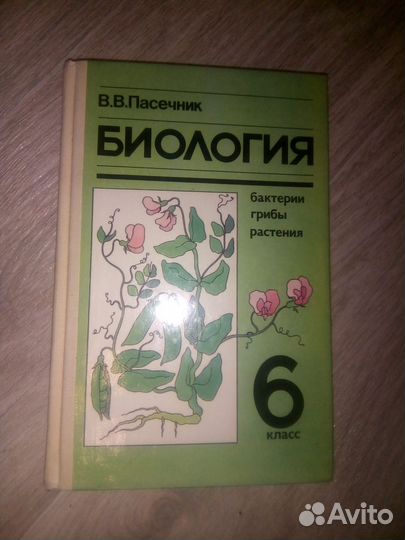 В.В.Пасечник
БИОЛОГИЯ
бактерии
грибы
растения
6
класс
Avito